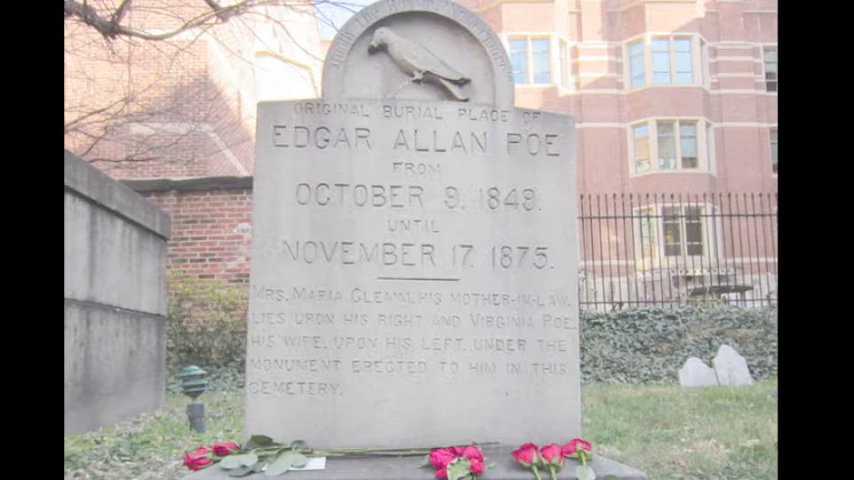 ORIGINAL BURIAL PLACE OF
EDGAR ALLAN POE
FROM
OCTOBER 9. 1849.
UNTIL
NOVEMBER 17. 1875.
MRS. MARIA CLEMM, HIS MOTHER-IN-LAW,
LIES UPON HIS RIGHT AND VIRGINIA POE,
HIS WIFE, UPON HIS LEFT, UNDER THE
MONUMENT ERECTED TO HIM IN THIS
CEMETERY.